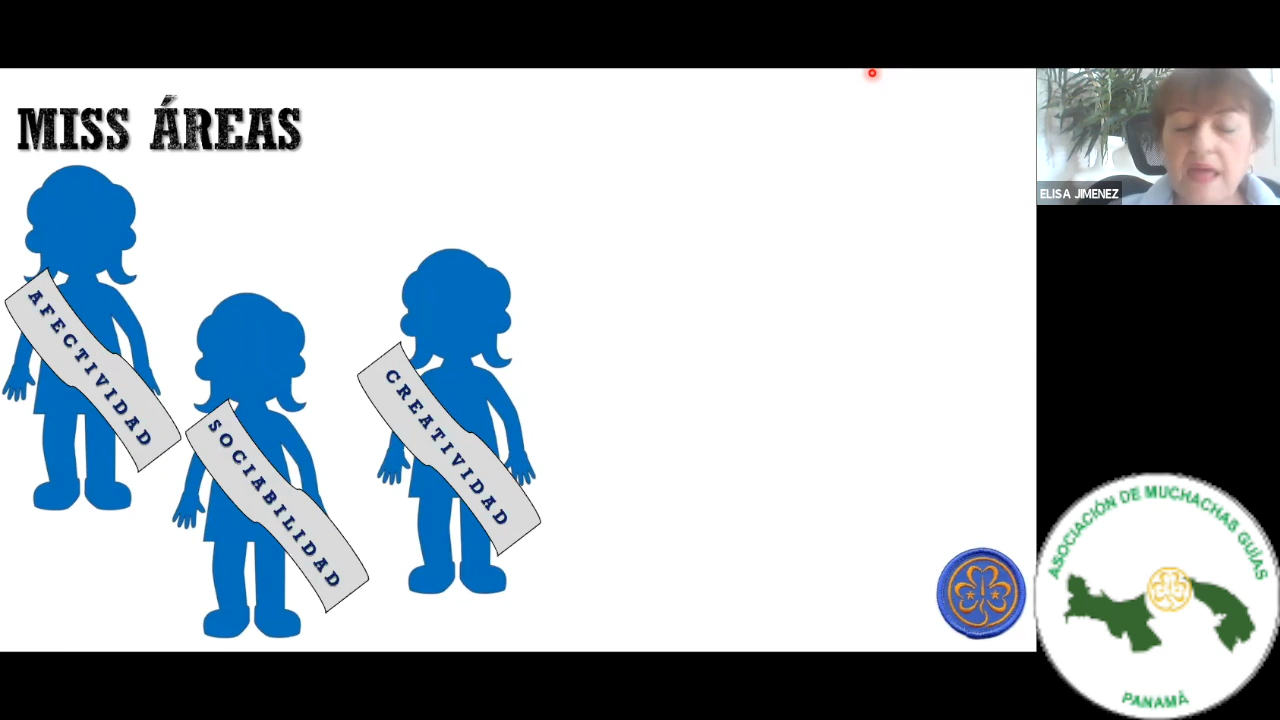 MISS ÁREAS
AFECTIVIDAD
SOCIABILIDAD
CREATIVIDAD
ELISA JIMENEZ
ASOCIACIÓN DE MUCHACHAS GUÍAS
PANAMÁ